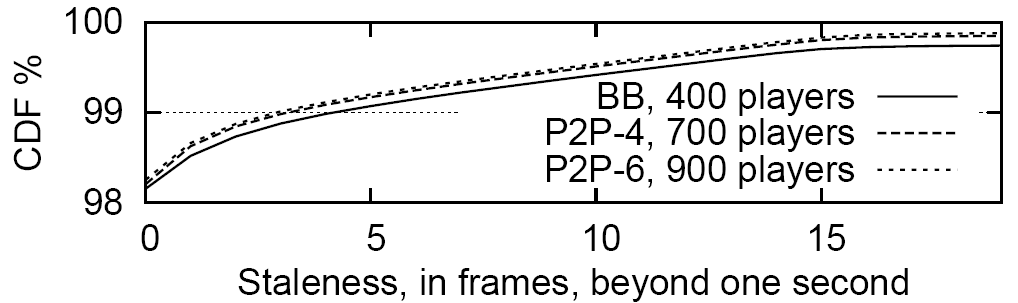 100
CDF %
99
98
BB, 400 players
P2P-4, 700 players
P2P-6, 900 players
0 5 10 15
Staleness, in frames, beyond one second